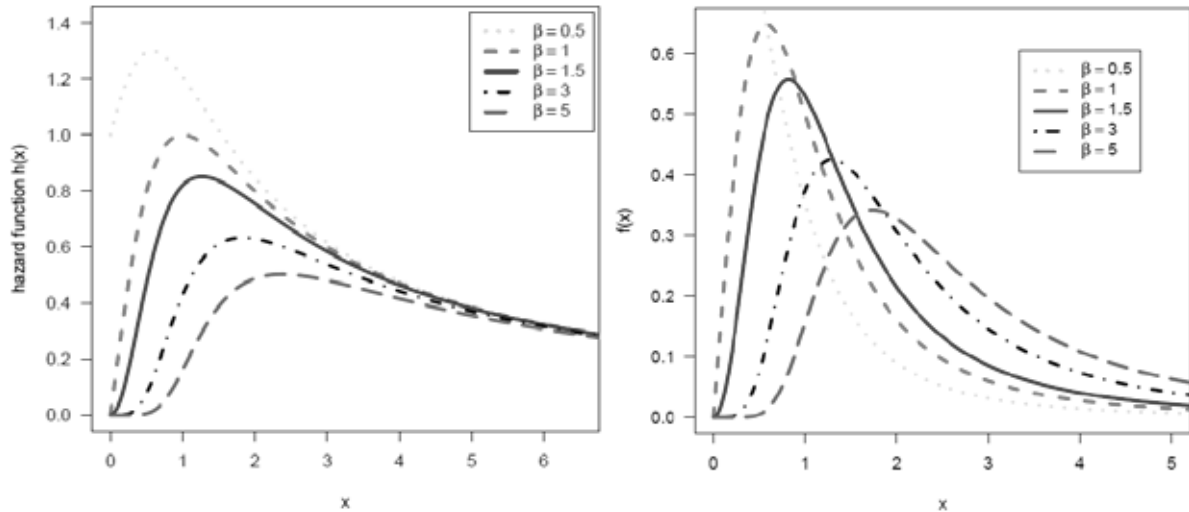 hazard function h(x)
1.4
1.2
1.0
0.8
0.6
0.4
0.2
0.0
β = 0.5
β = 1
β = 1.5
β = 3
β = 5
0 1 2 3 4 5 6
x
f(x)
0.6
0.5
0.4
0.3
0.2
0.1
0.0
β = 0.5
β = 1
β = 1.5
β = 3
β = 5
0 1 2 3 4 5
x